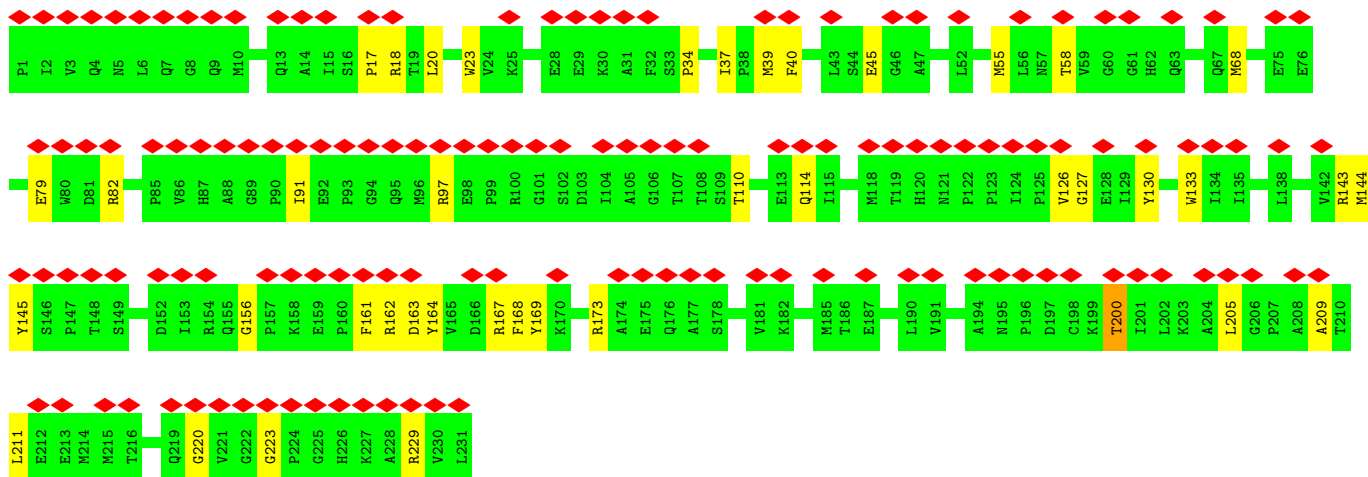 P1 I2 V3 Q4 N5 L6 Q7 G8 Q9 M10 Q13 A14 I15 S16 P17 R18 T19 L20 W23 V24 K25 E28 E29 K30 A31 F32 S33 P34 I37 P38 M39 F40 L43 S44 E45 G46 A47 L52 M55 L56 N57 T58 V59 G60 G61 H62 Q63 Q67 M68 E75 E76
E79 W80 D81 R82 P85 V86 H87 A88 G89 P90 I91 E92 P93 G94 Q95 M96 R97 E98 P99 R100 G101 S102 D103 I104 A105 G106 T107 T108 S109 T110 E113 Q114 I115 M118 T119 H120 N121 P122 P123 I124 P125 V126 G127 E128 I129 Y130 W133 I134 I135 L138 V142 R143 M144
Y145 S146 P147 T148 S149 D152 I153 R154 Q155 G156 P157 K158 E159 P160 F161 R162 D163 Y164 V165 D166 R167 F168 Y169 K170 R173 A174 E175 Q176 A177 S178 V181 K182 M185 T186 E187 L190 V191 A194 N195 P196 D197 C198 K199 T200 I201 L202 K203 A204 L205 G206 P207 A208 A209 T210
L211 E212 E213 M214 M215 T216 Q219 G220 V221 G222 G223 P224 G225 H226 K227 A228 R229 V230 L231